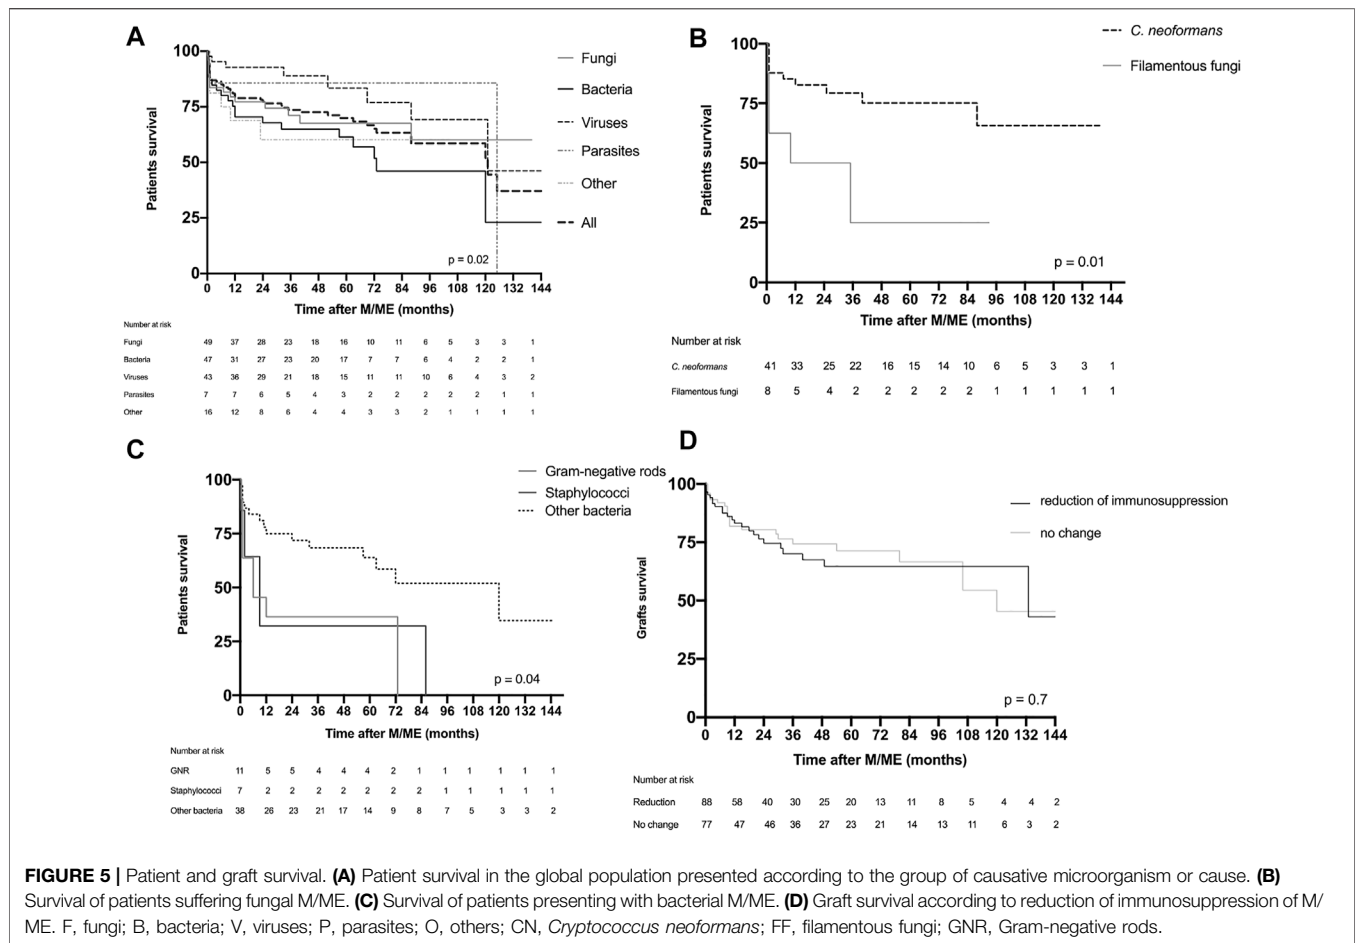 A
100
75
50
25
0
Patients survival
Fungi
Bacteria
Viruses
Parasites
Other
All
p = 0.02
0 12 24 36 48 60 72 84 96 108 120 132 144
Time after M/ME (months)
Number at risk
Fungi 49 37 28 23 18 16 10 11 6 5 3 3 1
Bacteria 47 31 27 23 20 17 7 7 6 4 2 2 1
Viruses 43 36 29 21 18 15 11 11 10 6 4 3 2
Parasites 7 7 6 5 4 3 2 2 2 2 2 1 1
Other 16 12 8 6 4 4 3 3 2 1 1 1 1
B
100
75
50
25
0
Patients survival
C. neoformans
Filamentous fungi
p = 0.01
0 12 24 36 48 60 72 84 96 108 120 132 144
Time after M/ME (months)
Number at risk
C. neoformans 41 33 25 22 16 15 14 10 6 5 3 3 1
Filamentous fungi 8 5 4 2 2 2 2 2 1 1 1 1 1
C
100
75
50
25
0
Patients survival
Gram-negative rods
Staphylococci
Other bacteria
p = 0.04
0 12 24 36 48 60 72 84 96 108 120 132 144
Time after M/ME (months)
Number at risk
GNR 11 5 5 4 4 4 2 1 1 1 1 1 1
Staphylococci 7 2 2 2 2 2 2 2 1 1 1 1 1
Other bacteria 38 26 23 21 17 14 9 8 7 5 3 3 2
D
100
75
50
25
0
Grafts survival
reduction of immunosuppression
no change
p = 0.7
0 12 24 36 48 60 72 84 96 108 120 132 144
Time after M/ME (months)
Number at risk
Reduction 88 58 40 30 25 20 13 11 8 5 4 4 2
No change 77 47 46 36 27 23 21 14 13 11 6 3 2
FIGURE 5 | Patient and graft survival. (A) Patient survival in the global population presented according to the group of causative microorganism or cause. (B)
Survival of patients suffering fungal M/ME. (C) Survival of patients presenting with bacterial M/ME. (D) Graft survival according to reduction of immunosuppression of M/
ME. F, fungi; B, bacteria; V, viruses; P, parasites; O, others; CN, Cryptococcus neoformans; FF, filamentous fungi; GNR, Gram-negative rods.